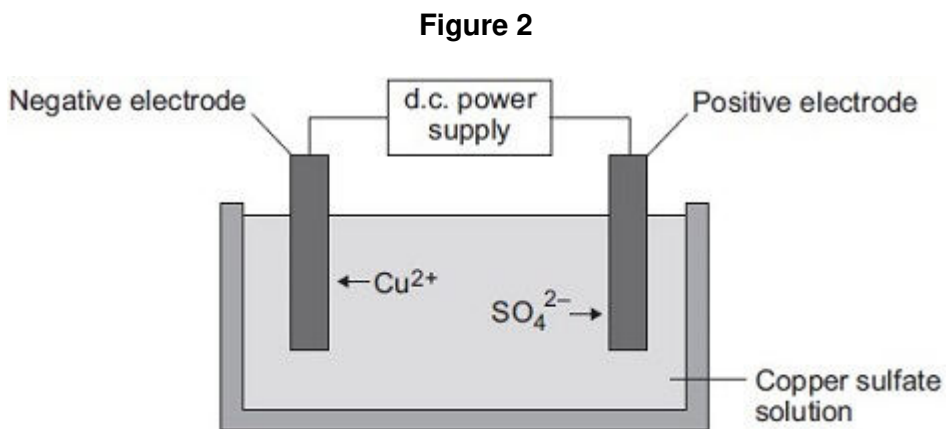 Figure 2
Negative electrode
d.c. power
supply
Positive electrode
Cu²⁺
SO₄²⁻
Copper sulfate
solution